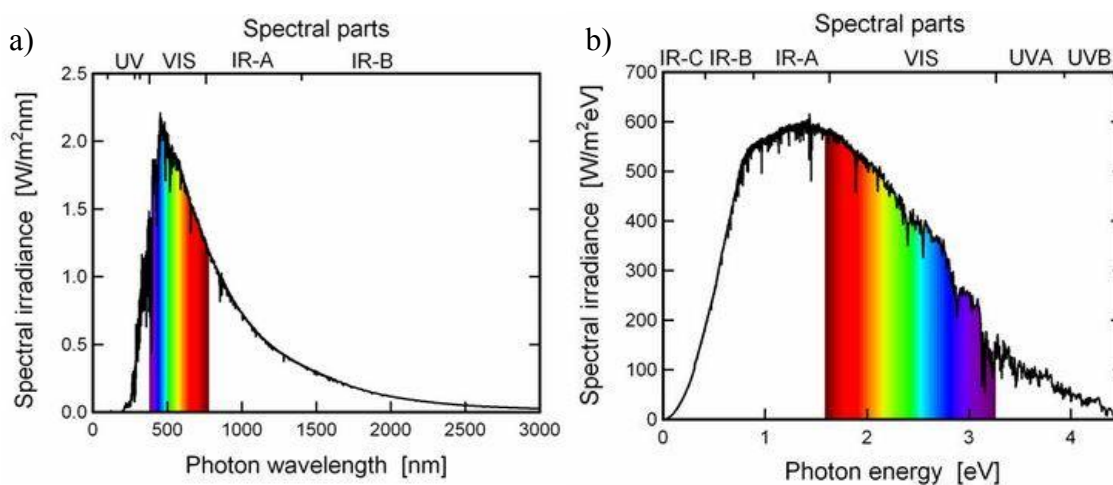 a)
Spectral parts
UV VIS IR-A IR-B
2.5
2.0
1.5
1.0
0.5
0.0
Spectral irradiance [W/m²nm]
0 500 1000 1500 2000 2500 3000
Photon wavelength [nm]
b)
Spectral parts
IR-C IR-B IR-A VIS UVA UVB
700
600
500
400
300
200
100
0
Spectral irradiance [W/m²eV]
0 1 2 3 4
Photon energy [eV]